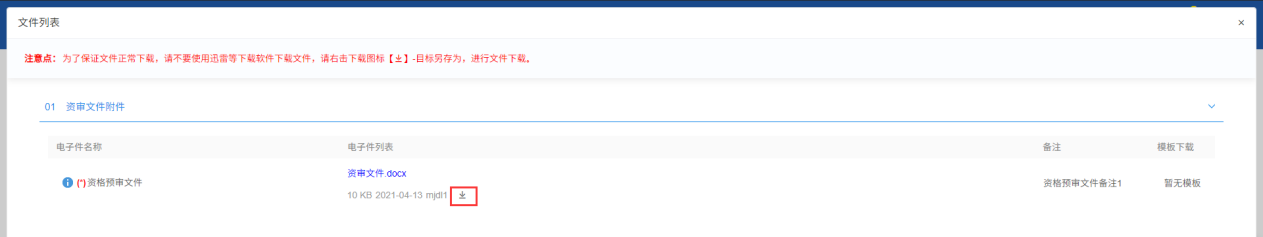 文件列表 ×
注意点：为了保证文件正常下载，请不要使用迅雷等下载软件下载文件，请右击下载图标【】-目标另存为，进行文件下载。
01 资审文件附件
电子件名称 电子件列表 备注 模板下载
(*)资格预审文件 资审文件.docx 资格预审文件备注1 暂无模板
10 KB 2021-04-13 mjdl1